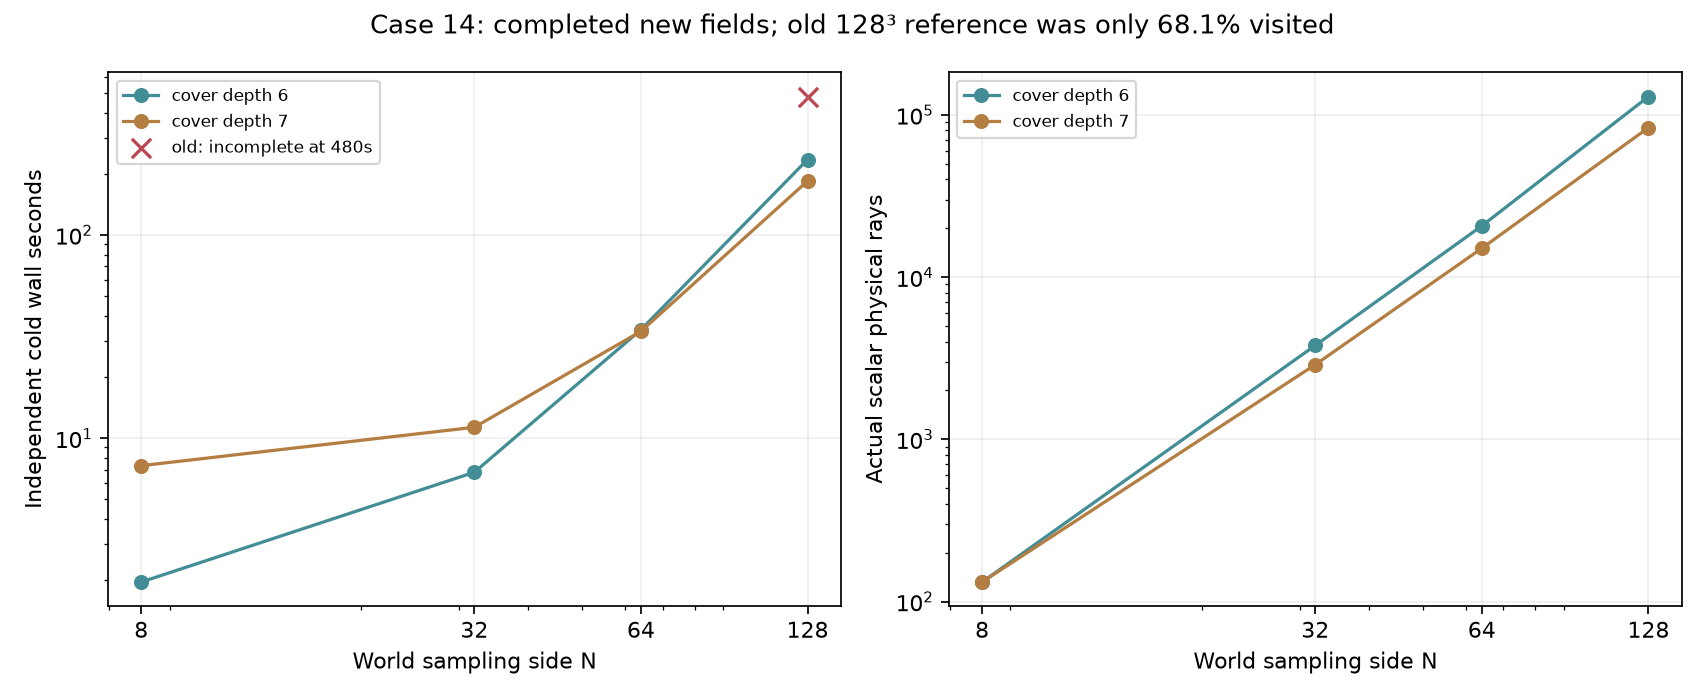 Case 14: completed new fields; old 128³ reference was only 68.1% visited
cover depth 6
cover depth 7
old: incomplete at 480s
Independent cold wall seconds
10²
10¹
8
32
64
128
World sampling side N
cover depth 6
cover depth 7
Actual scalar physical rays
10⁵
10⁴
10³
10²
8
32
64
128
World sampling side N